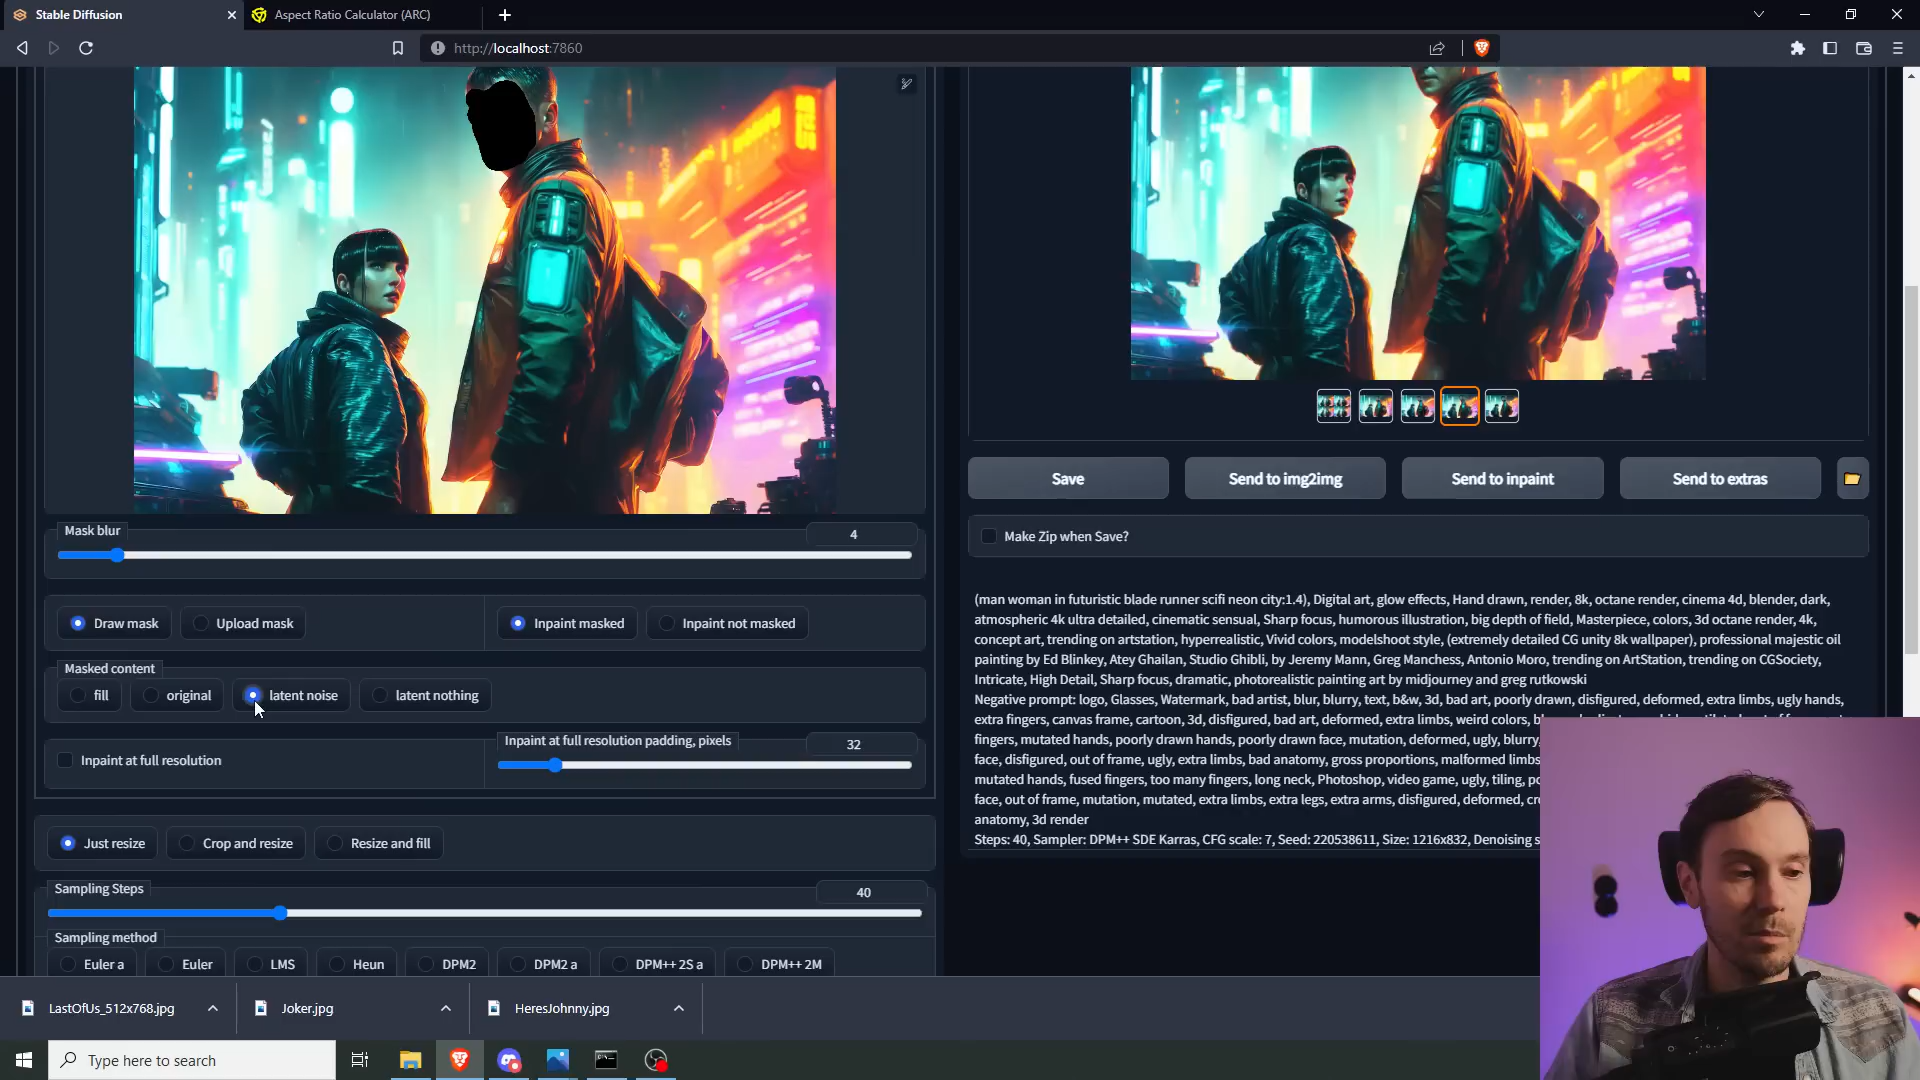 Stable Diffusion
Aspect Ratio Calculator (ARC)
http://localhost:7860
Mask blur
4
Draw mask
Upload mask
Inpaint masked
Inpaint not masked
Masked content
fill
original
latent noise
latent nothing
Inpaint at full resolution
Inpaint at full resolution padding, pixels
32
Just resize
Crop and resize
Resize and fill
Sampling Steps
40
Sampling method
Euler a
Euler
LMS
Heun
DPM2
DPM2 a
DPM++ 2S a
DPM++ 2M
Save
Send to img2img
Send to inpaint
Send to extras
Make Zip when Save?
(man woman in futuristic blade runner scifi neon city:1.4), Digital art, glow effects, Hand drawn, render, 8k, octane render, cinema 4d, blender, dark,
atmospheric 4k ultra detailed, cinematic sensual, Sharp focus, humorous illustration, big depth of field, Masterpiece, colors, 3d octane render, 4k,
concept art, trending on artstation, hyperrealistic, Vivid colors, modelshoot style, (extremely detailed CG unity 8k wallpaper), professional majestic oil
painting by Ed Blinkey, Atey Ghailan, Studio Ghibli, by Jeremy Mann, Greg Manchess, Antonio Moro, trending on ArtStation, trending on CGSociety,
Intricate, High Detail, Sharp focus, dramatic, photorealistic painting art by midjourney and greg rutkowski
Negative prompt: logo, Glasses, Watermark, bad artist, blur, blurry, text, b&w, 3d, bad art, poorly drawn, disfigured, deformed, extra limbs, ugly hands,
extra fingers, canvas frame, cartoon, 3d, disfigured, bad art, deformed, extra limbs, weird colors,
fingers, mutated hands, poorly drawn hands, poorly drawn face, mutation, deformed, ugly, blurry,
face, disfigured, out of frame, ugly, extra limbs, bad anatomy, gross proportions, malformed limbs
mutated hands, fused fingers, too many fingers, long neck, Photoshop, video game, ugly, tiling,
face, out of frame, mutation, mutated, extra limbs, extra legs, extra arms, disfigured, deformed,
anatomy, 3d render
Steps: 40, Sampler: DPM++ SDE Karras, CFG scale: 7, Seed: 220538611, Size: 1216x832, Denoising
LastOfUs_512x768.jpg
Joker.jpg
HeresJohnny.jpg
Type here to search